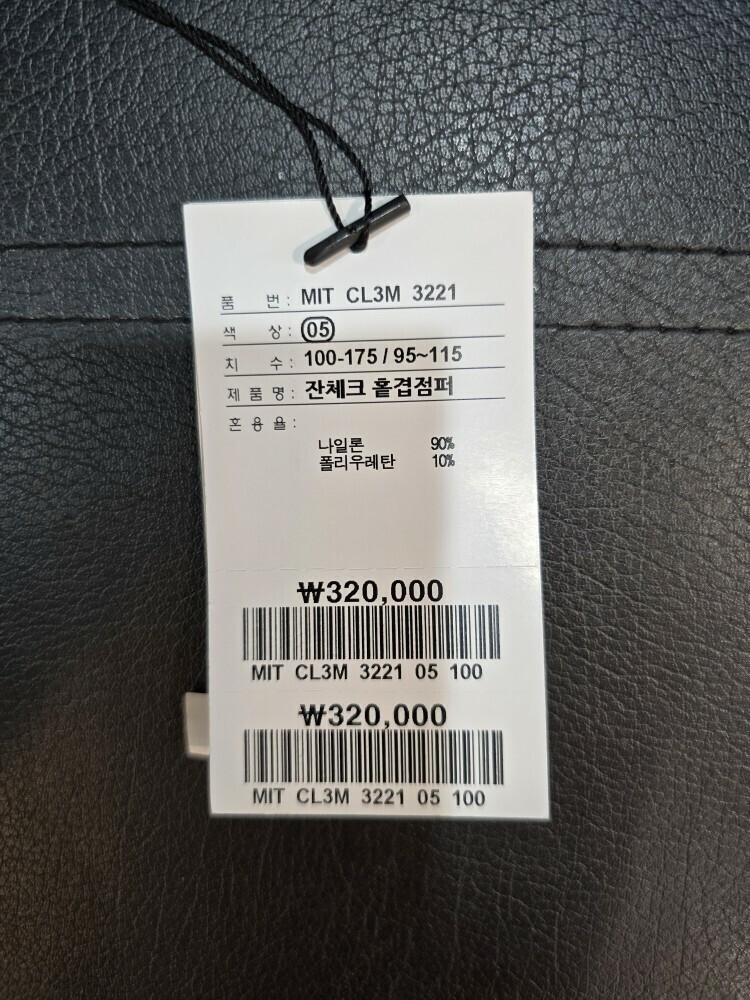 품 번 : MIT CL3M 3221
색 상 : 05
치 수 : 100-175 / 95~115
제 품 명 : 잔체크 홑겹점퍼
혼 용 율 :
나일론 90%
폴리우레탄 10%
₩320,000
MIT CL3M 3221 05 100
₩320,000
MIT CL3M 3221 05 100